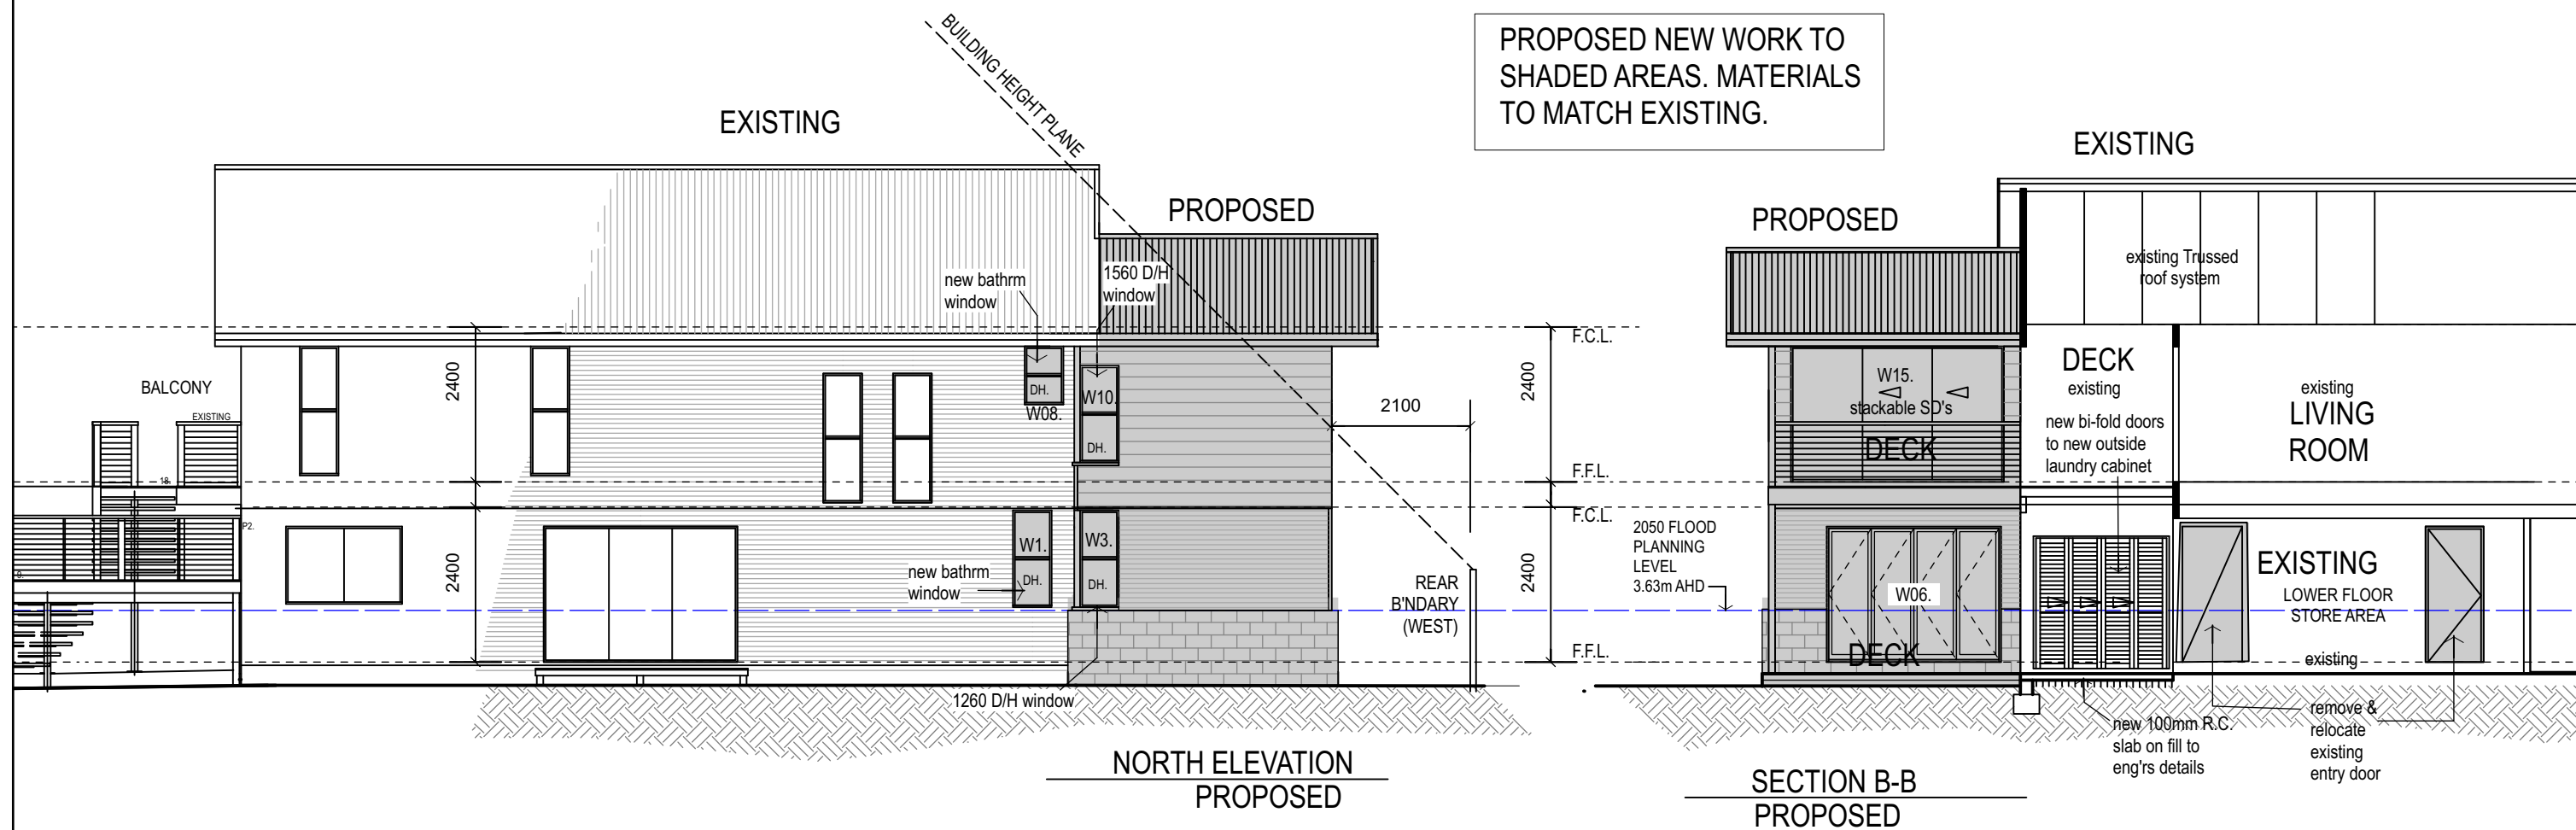 BUILDING HEIGHT PLANE
PROPOSED NEW WORK TO
SHADED AREAS. MATERIALS
TO MATCH EXISTING.
EXISTING
EXISTING
PROPOSED
PROPOSED
existing Trussed
roof system
new bathrm
window
1560 D/H
window
F.C.L.
2400
BALCONY
EXISTING
DH.
W08.
W10.
DH.
2100
2400
W15.
stackable SD's
DECK
DECK
existing
new bi-fold doors
to new outside
laundry cabinet
existing
LIVING
ROOM
18.
F.F.L.
F.C.L.
P2.
9.
2400
W1.
DH.
W3.
DH.
new bathrm
window
2400
2050 FLOOD
PLANNING
LEVEL
3.63m AHD
REAR
B'NDARY
(WEST)
W06.
DECK
EXISTING
LOWER FLOOR
STORE AREA
existing
F.F.L.
1260 D/H window
new 100mm R.C.
slab on fill to
eng'rs details
remove &
relocate
existing
entry door
NORTH ELEVATION
PROPOSED
SECTION B-B
PROPOSED